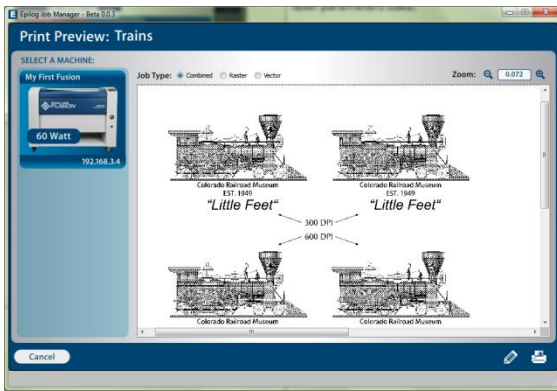 Epilog Job Manager - Beta 0.0.3
Print Preview: Trains
SELECT A MACHINE:
My First Fusion
FUSION
60 Watt
192.168.3.4
Job Type: Combined Raster Vector
Zoom: 0.072
Colorado Railroad Museum Colorado Railroad Museum
EST. 1949 EST. 1949
"Little Feet" "Little Feet"
300 DPI
600 DPI
Colorado Railroad Museum Colorado Railroad Museum
Cancel